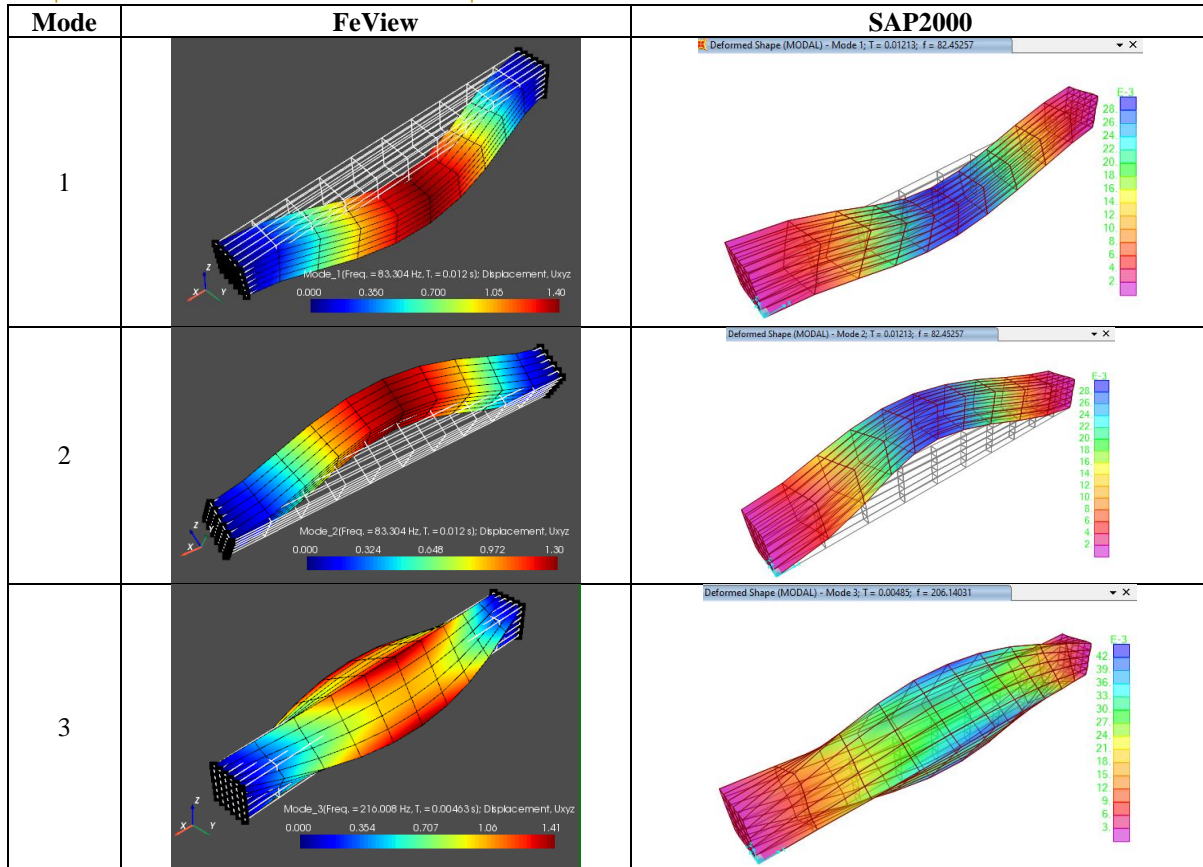 Mode FeView SAP2000
1
Mode_1(Freq. = 83.304 Hz, T. = 0.012 s); Displacement, Uxyz
0.000 0.350 0.700 1.05 1.40
X Y Z
Deformed Shape (MODAL) - Mode 1; T = 0.01213; f = 82.45257
E-3
28.
26.
24.
22.
20.
18.
16.
14.
12.
10.
8.
6.
4.
2.
2
Mode_2(Freq. = 83.304 Hz, T. = 0.012 s); Displacement, Uxyz
0.000 0.324 0.648 0.972 1.30
X Y Z
Deformed Shape (MODAL) - Mode 2; T = 0.01213; f = 82.45257
E-3
28.
26.
24.
22.
20.
18.
16.
14.
12.
10.
8.
6.
4.
2.
3
Mode_3(Freq. = 216.008 Hz, T. = 0.00463 s); Displacement, Uxyz
0.000 0.354 0.707 1.06 1.41
X Y Z
Deformed Shape (MODAL) - Mode 3; T = 0.00485; f = 206.14031
E-3
42.
39.
36.
33.
30.
27.
24.
21.
18.
15.
12.
9.
6.
3.